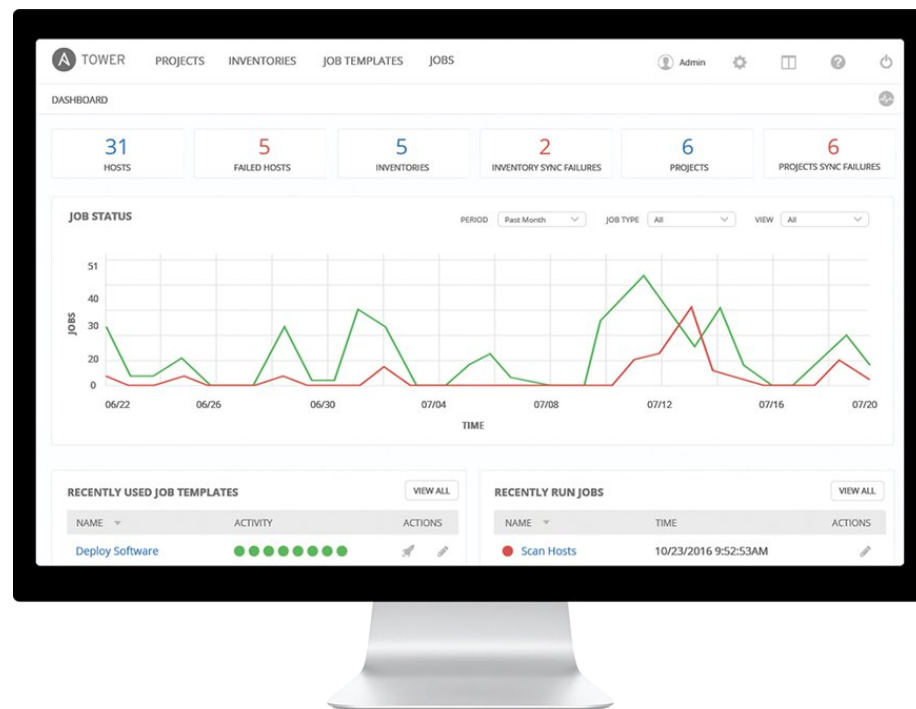 A TOWER PROJECTS INVENTORIES JOB TEMPLATES JOBS Admin ?
DASHBOARD
31 5 5 2 6 6
HOSTS FAILED HOSTS INVENTORIES INVENTORY SYNC FAILURES PROJECTS PROJECTS SYNC FAILURES
JOB STATUS PERIOD Past Month JOB TYPE All VIEW All
51
40
30
20
0
JOBS
06/22 06/26 06/30 07/04 07/08 07/12 07/16 07/20
TIME
RECENTLY USED JOB TEMPLATES VIEW ALL
NAME ACTIVITY ACTIONS
Deploy Software
RECENTLY RUN JOBS VIEW ALL
NAME TIME ACTIONS
Scan Hosts 10/23/2016 9:52:53AM